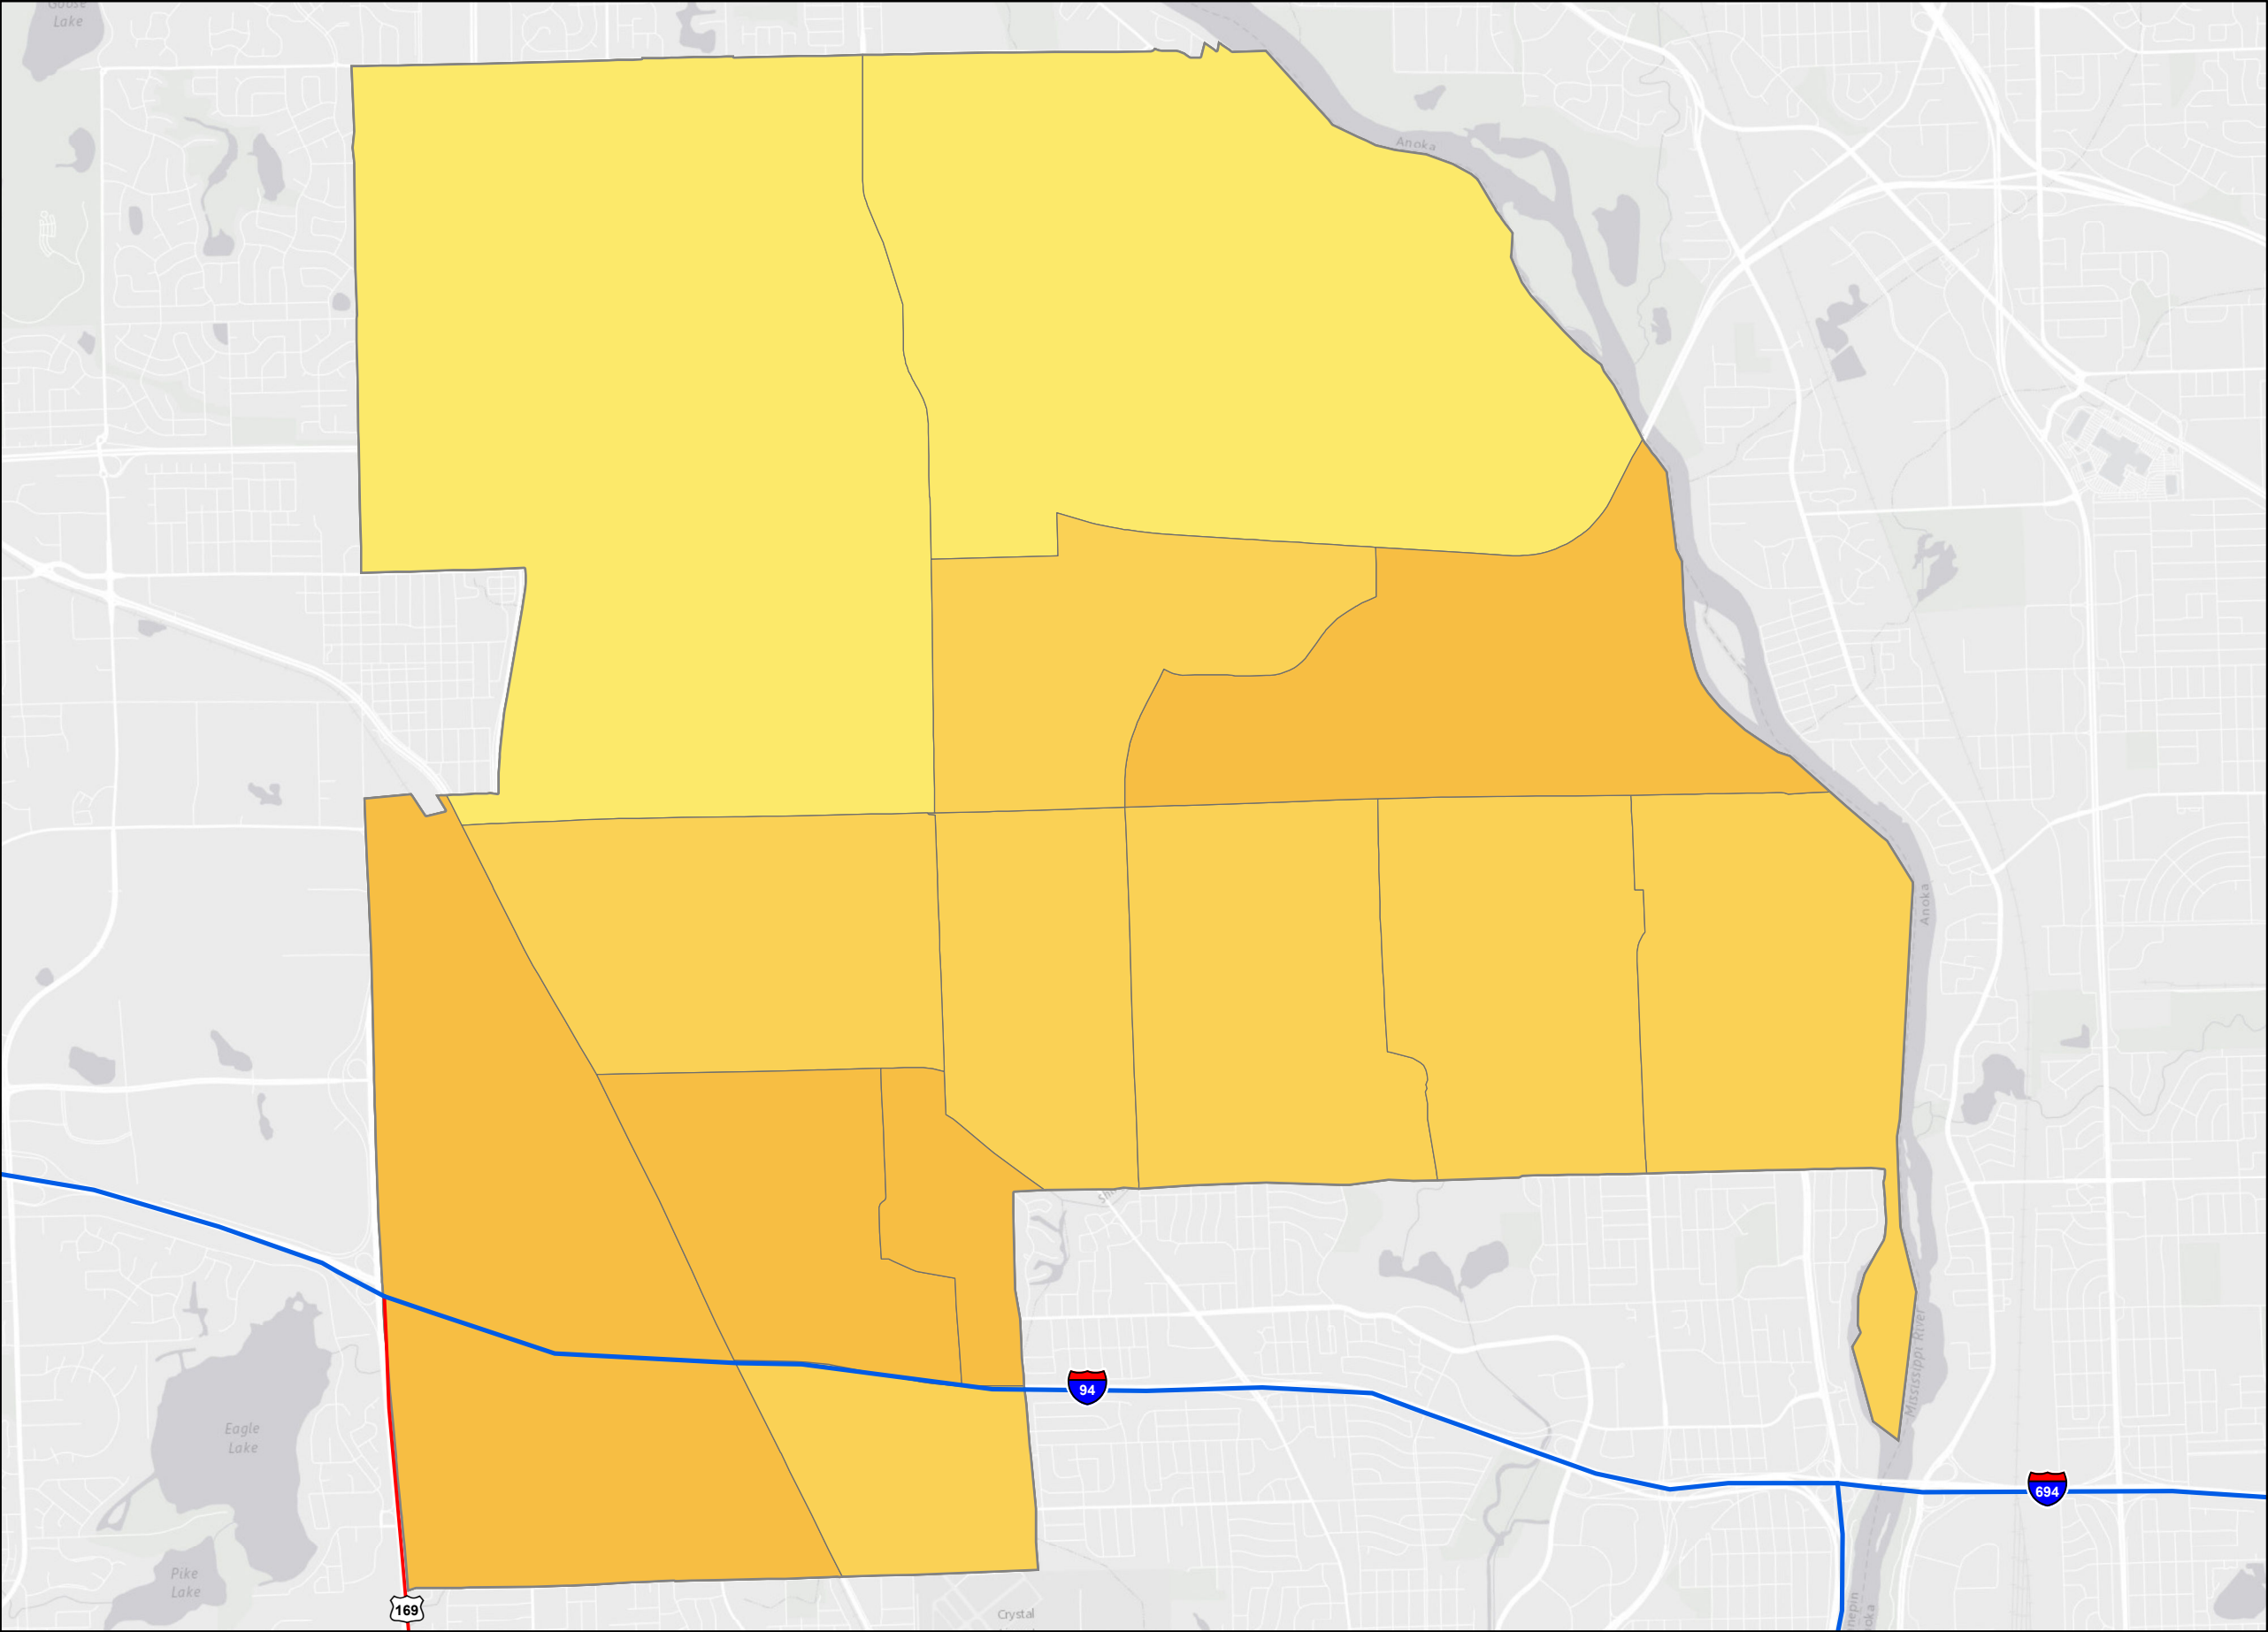 Goose
Lake
Anoka
Anoka
94
Mississippi River
Eagle
Lake
694
Pike
Lake
169
Crystal